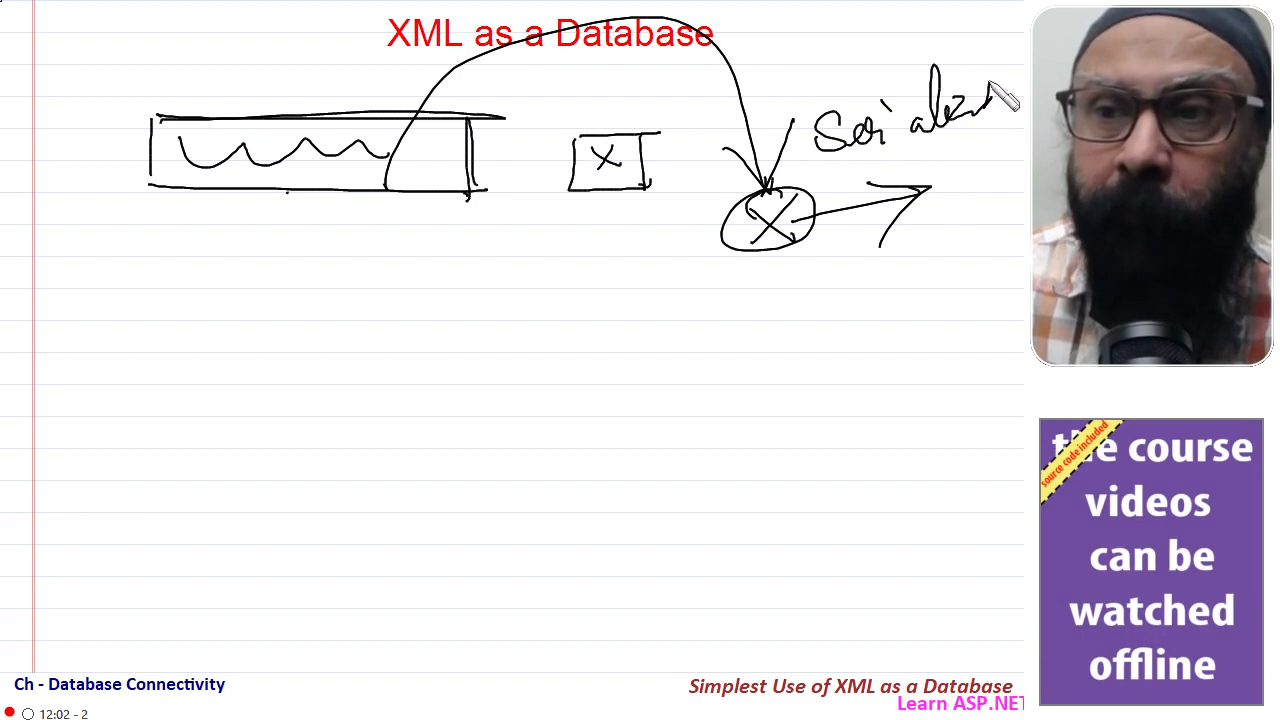 XML as a Database
X
X
the course
videos
can be
watched
offline
source code included
Ch - Database Connectivity
Simplest Use of XML as a Database
Learn ASP.NET
12:02 - 2